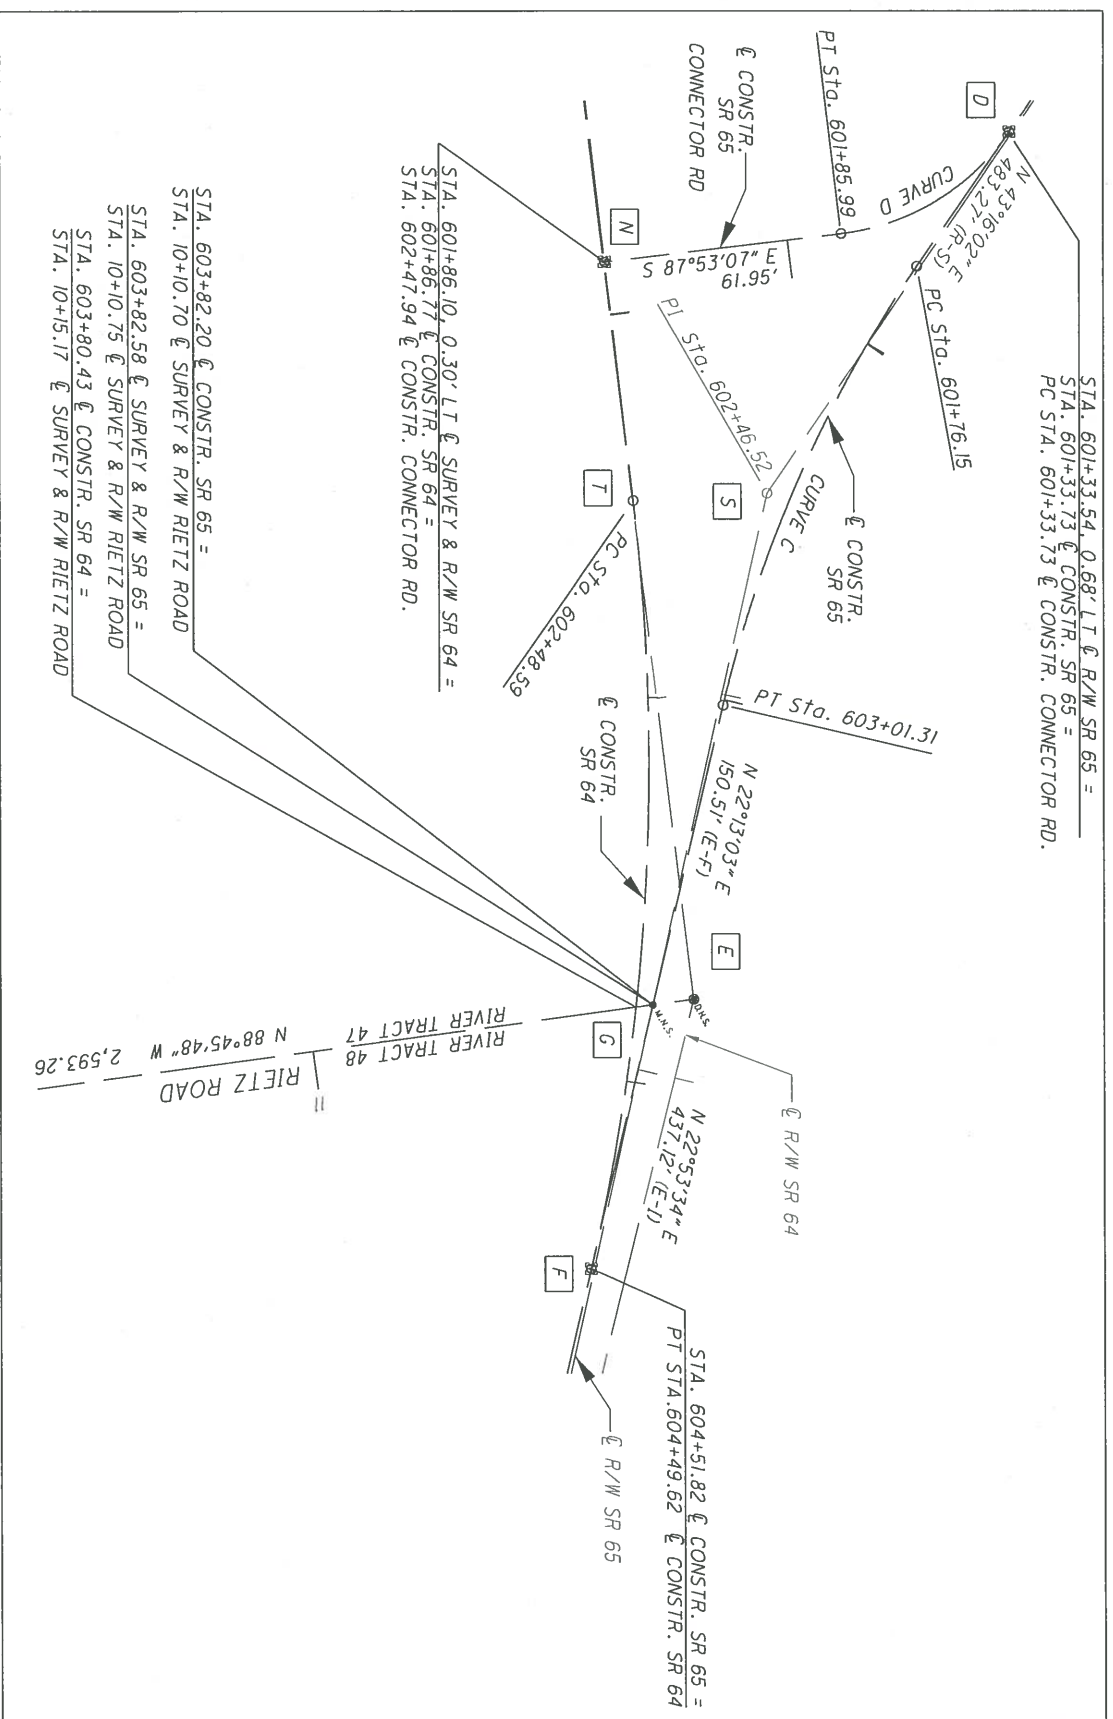 STA. 601+33.54, 0.68' LT ℄ R/W SR 65 =
STA. 601+33.73 ℄ CONSTR. SR 65 =
PC STA. 601+33.73 ℄ CONSTR. CONNECTOR RD.
D
N 43°16'02" E
483.27' (R-S)
CURVE D
PC Sta. 601+76.15
PT Sta. 601+85.99
℄ CONSTR.
SR 65
CONNECTOR RD
S 87°53'07" E
61.95'
N
PI Sta. 602+46.52
S
CURVE C
℄ CONSTR.
SR 65
PT Sta. 603+01.31
N 22°13'03" E
150.51' (E-F)
T
PC Sta. 602+48.59
℄ CONSTR.
SR 64
E
D.H.S.
M.N.S.
G
℄ R/W SR 64
N 22°53'34" E
437.12' (E-I)
F
STA. 604+51.82 ℄ CONSTR. SR 65 =
PT STA.604+49.62 ℄ CONSTR. SR 64
℄ R/W SR 65
RIVER TRACT 47
RIVER TRACT 48
N 88°45'48" W 2,593.26
RIETZ ROAD
11
STA. 601+86.10, 0.30' LT ℄ SURVEY & R/W SR 64 =
STA. 601+86.77 ℄ CONSTR. SR 64 =
STA. 602+47.94 ℄ CONSTR. CONNECTOR RD.
STA. 603+82.20 ℄ CONSTR. SR 65 =
STA. 10+10.70 ℄ SURVEY & R/W RIETZ ROAD
STA. 603+82.58 ℄ SURVEY & R/W SR 65 =
STA. 10+10.75 ℄ SURVEY & R/W RIETZ ROAD
STA. 603+80.43 ℄ CONSTR. SR 64 =
STA. 10+15.17 ℄ SURVEY & R/W RIETZ ROAD